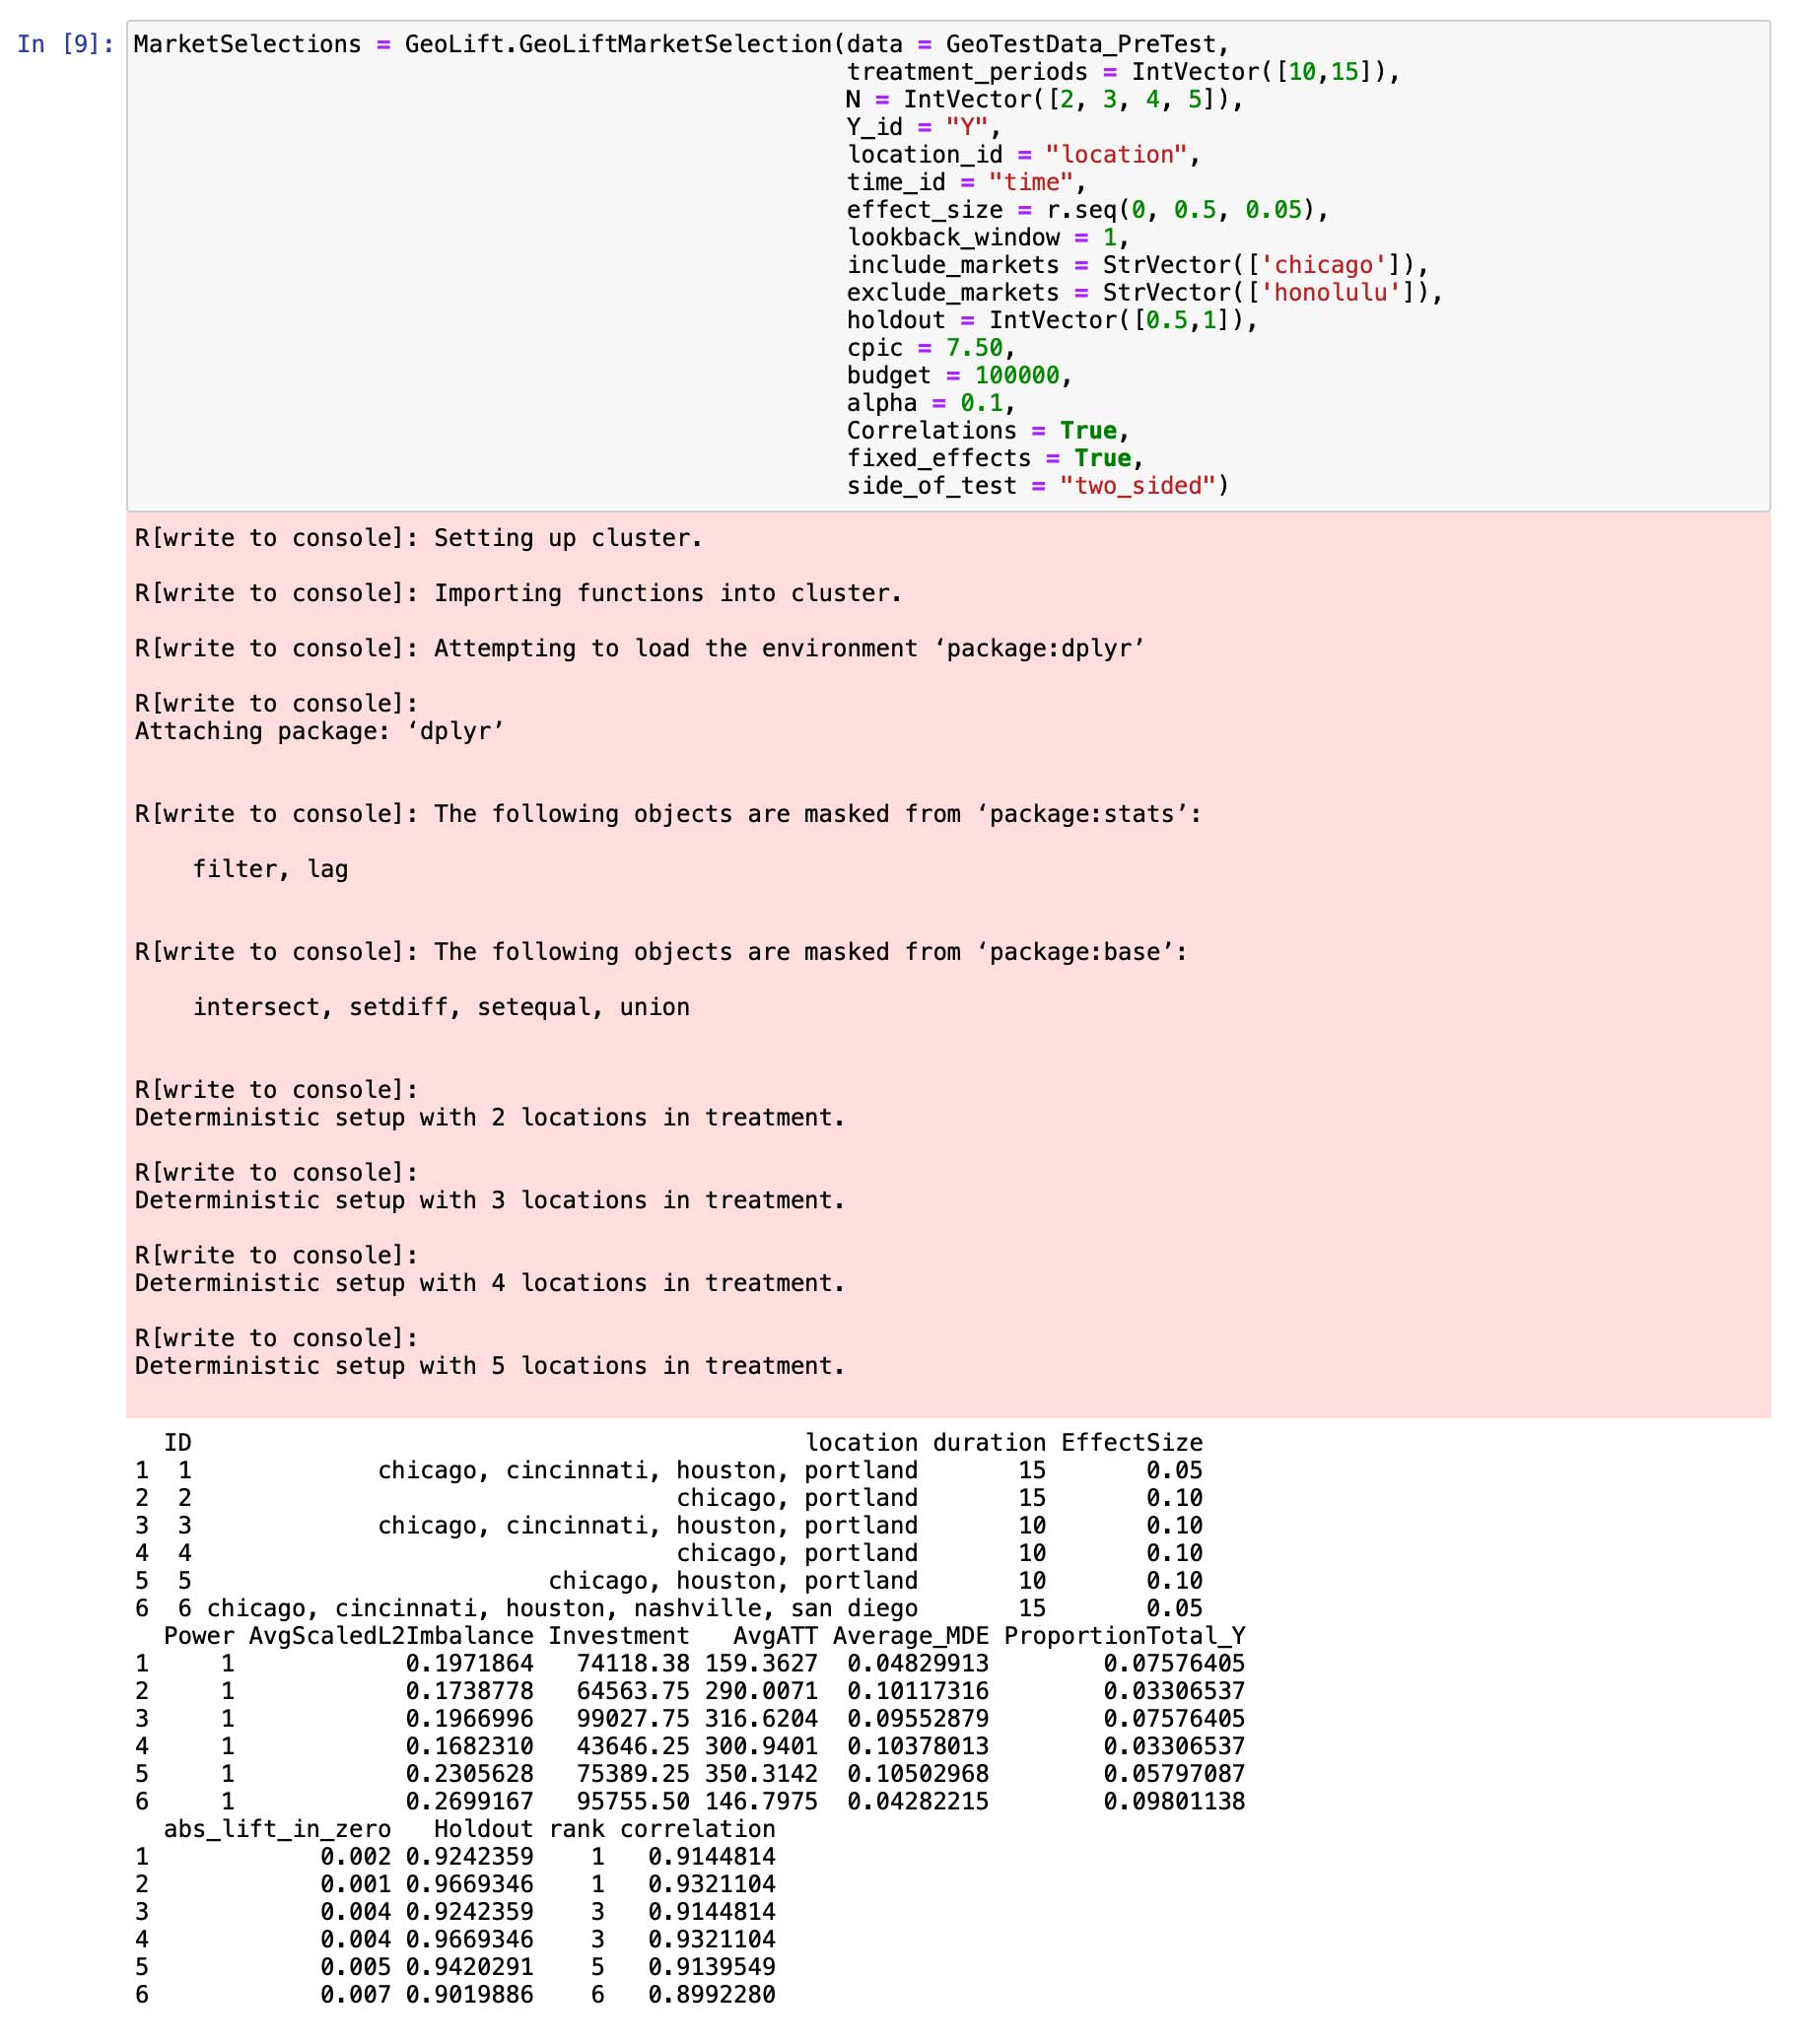 In [9]: MarketSelections = GeoLift.GeoLiftMarketSelection(data = GeoTestData_PreTest,
treatment_periods = IntVector([10,15]),
N = IntVector([2, 3, 4, 5]),
Y_id = "Y",
location_id = "location",
time_id = "time",
effect_size = r.seq(0, 0.5, 0.05),
lookback_window = 1,
include_markets = StrVector(['chicago']),
exclude_markets = StrVector(['honolulu']),
holdout = IntVector([0.5,1]),
cpic = 7.50,
budget = 100000,
alpha = 0.1,
Correlations = True,
fixed_effects = True,
side_of_test = "two_sided")
R[write to console]: Setting up cluster.
R[write to console]: Importing functions into cluster.
R[write to console]: Attempting to load the environment ‘package:dplyr’
R[write to console]:
Attaching package: ‘dplyr’
R[write to console]: The following objects are masked from ‘package:stats’:
filter, lag
R[write to console]: The following objects are masked from ‘package:base’:
intersect, setdiff, setequal, union
R[write to console]:
Deterministic setup with 2 locations in treatment.
R[write to console]:
Deterministic setup with 3 locations in treatment.
R[write to console]:
Deterministic setup with 4 locations in treatment.
R[write to console]:
Deterministic setup with 5 locations in treatment.
ID location duration EffectSize
1 1 chicago, cincinnati, houston, portland 15 0.05
2 2 chicago, portland 15 0.10
3 3 chicago, cincinnati, houston, portland 10 0.10
4 4 chicago, portland 10 0.10
5 5 chicago, houston, portland 10 0.10
6 6 chicago, cincinnati, houston, nashville, san diego 15 0.05
Power AvgScaledL2Imbalance Investment AvgATT Average_MDE ProportionTotal_Y
1 1 0.1971864 74118.38 159.3627 0.04829913 0.07576405
2 1 0.1738778 64563.75 290.0071 0.10117316 0.03306537
3 1 0.1966996 99027.75 316.6204 0.09552879 0.07576405
4 1 0.1682310 43646.25 300.9401 0.10378013 0.03306537
5 1 0.2305628 75389.25 350.3142 0.10502968 0.05797087
6 1 0.2699167 95755.50 146.7975 0.04282215 0.09801138
abs_lift_in_zero Holdout rank correlation
1 0.002 0.9242359 1 0.9144814
2 0.001 0.9669346 1 0.9321104
3 0.004 0.9242359 3 0.9144814
4 0.004 0.9669346 3 0.9321104
5 0.005 0.9420291 5 0.9139549
6 0.007 0.9019886 6 0.8992280